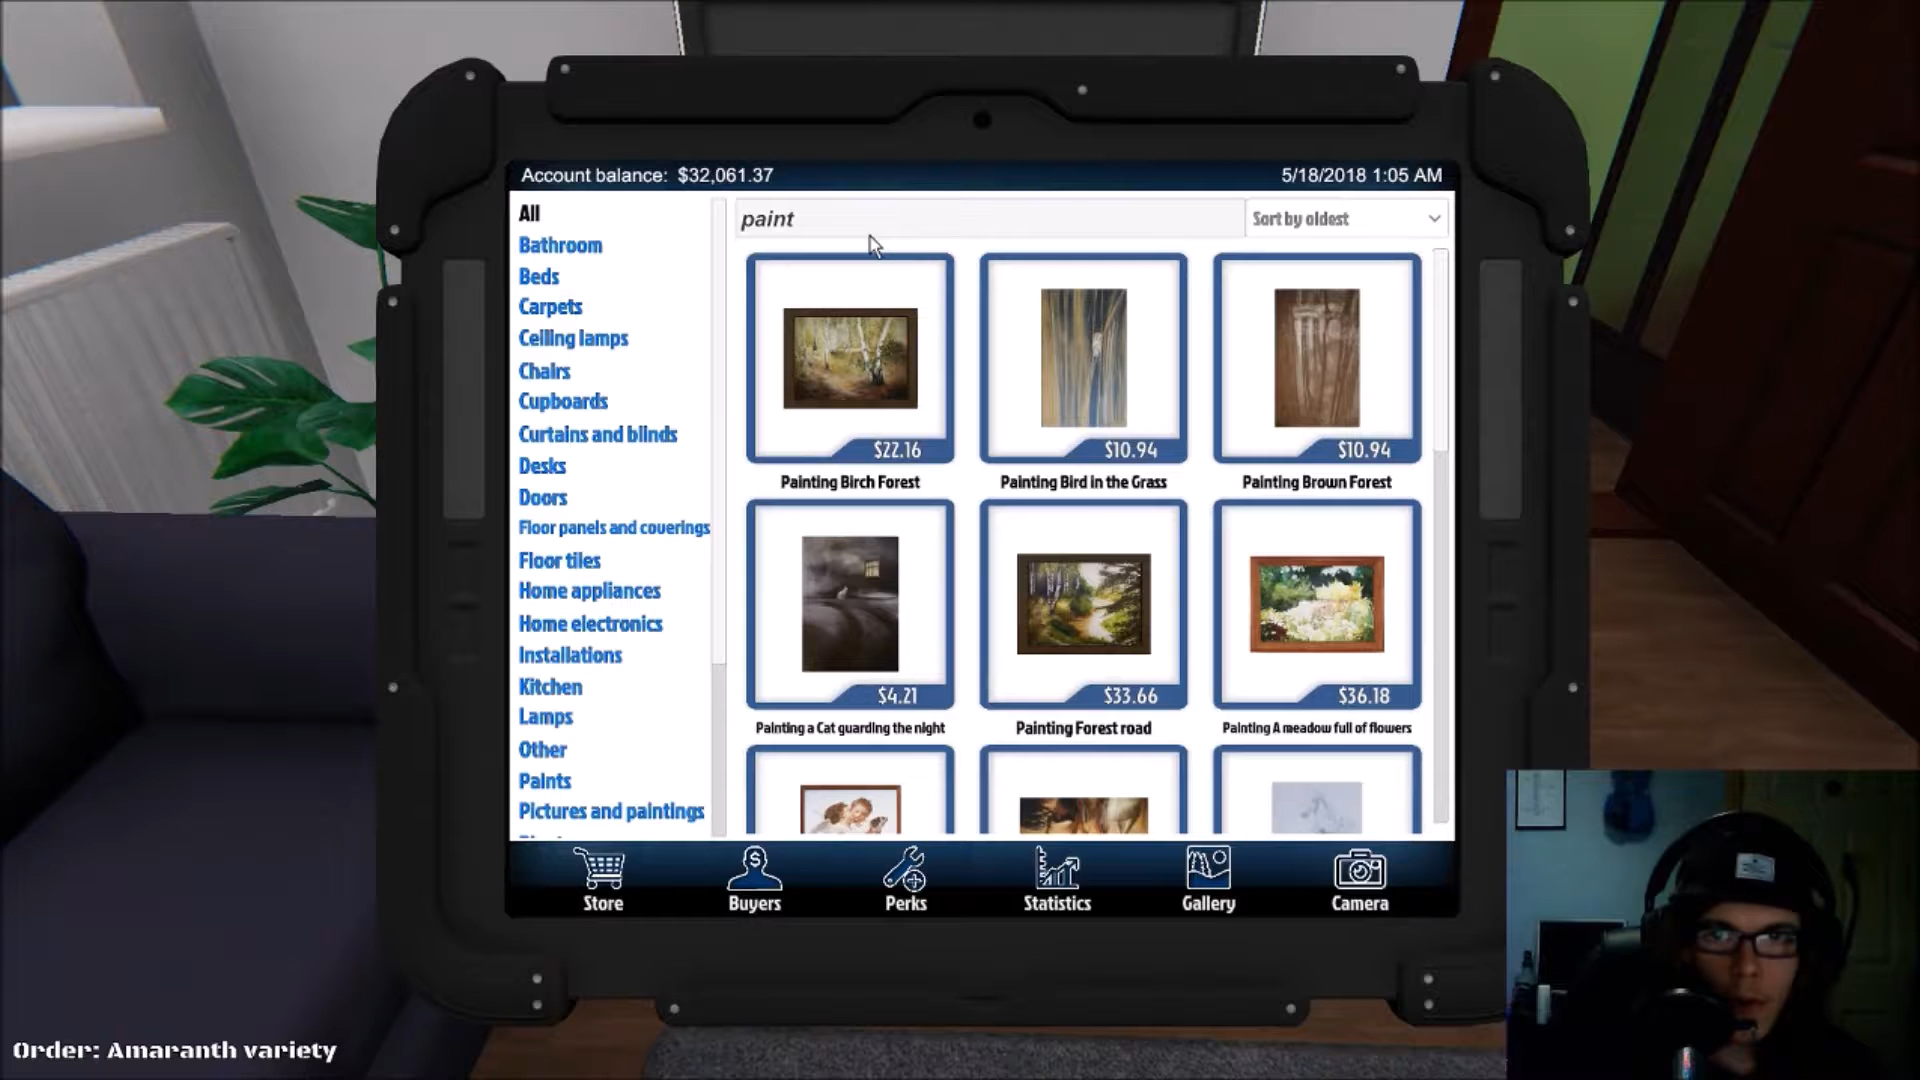 Account balance: $32,061.37
5/18/2018 1:05 AM
All
Bathroom
Beds
Carpets
Ceiling lamps
Chairs
Cupboards
Curtains and blinds
Desks
Doors
Floor panels and coverings
Floor tiles
Home appliances
Home electronics
Installations
Kitchen
Lamps
Other
Paints
Pictures and paintings
paint
Sort by oldest
$22.16
$10.94
$10.94
Painting Birch Forest
Painting Bird in the Grass
Painting Brown Forest
$4.21
$33.66
$36.18
Painting a Cat guarding the night
Painting Forest road
Painting A meadow full of flowers
Store
Buyers
Perks
Statistics
Gallery
Camera
Order: Amaranth variety